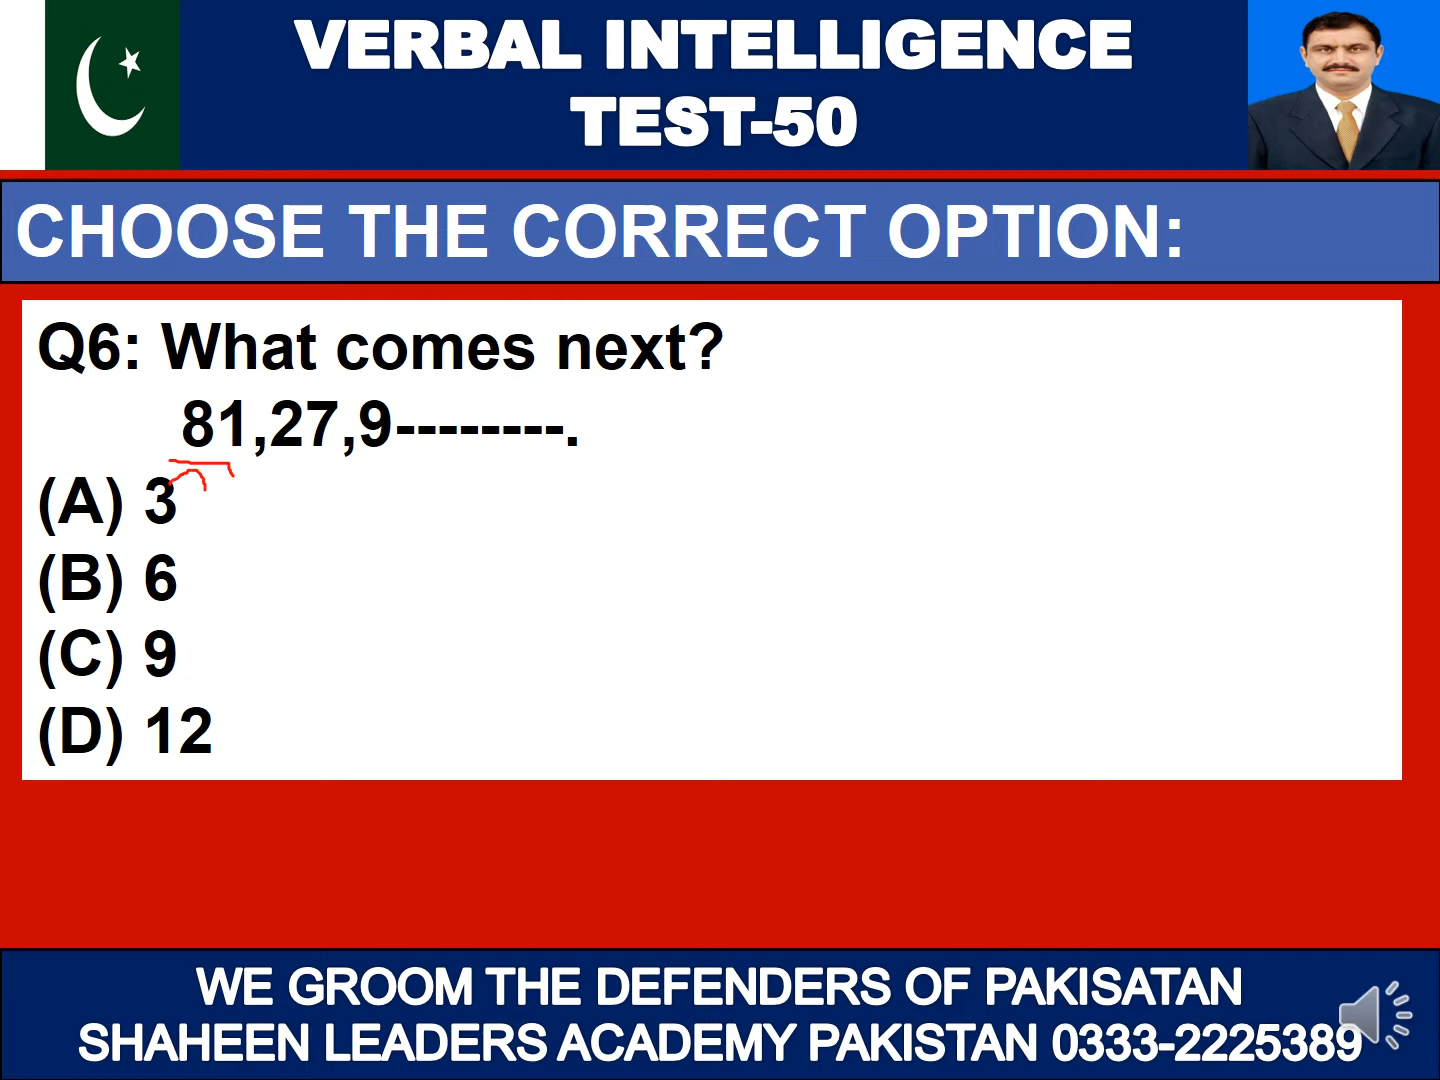 VERBAL INTELLIGENCE
TEST-50
CHOOSE THE CORRECT OPTION:
Q6: What comes next?
81,27,9--------.
(A) 3
(B) 6
(C) 9
(D) 12
WE GROOM THE DEFENDERS OF PAKISATAN
SHAHEEN LEADERS ACADEMY PAKISTAN 0333-2225389